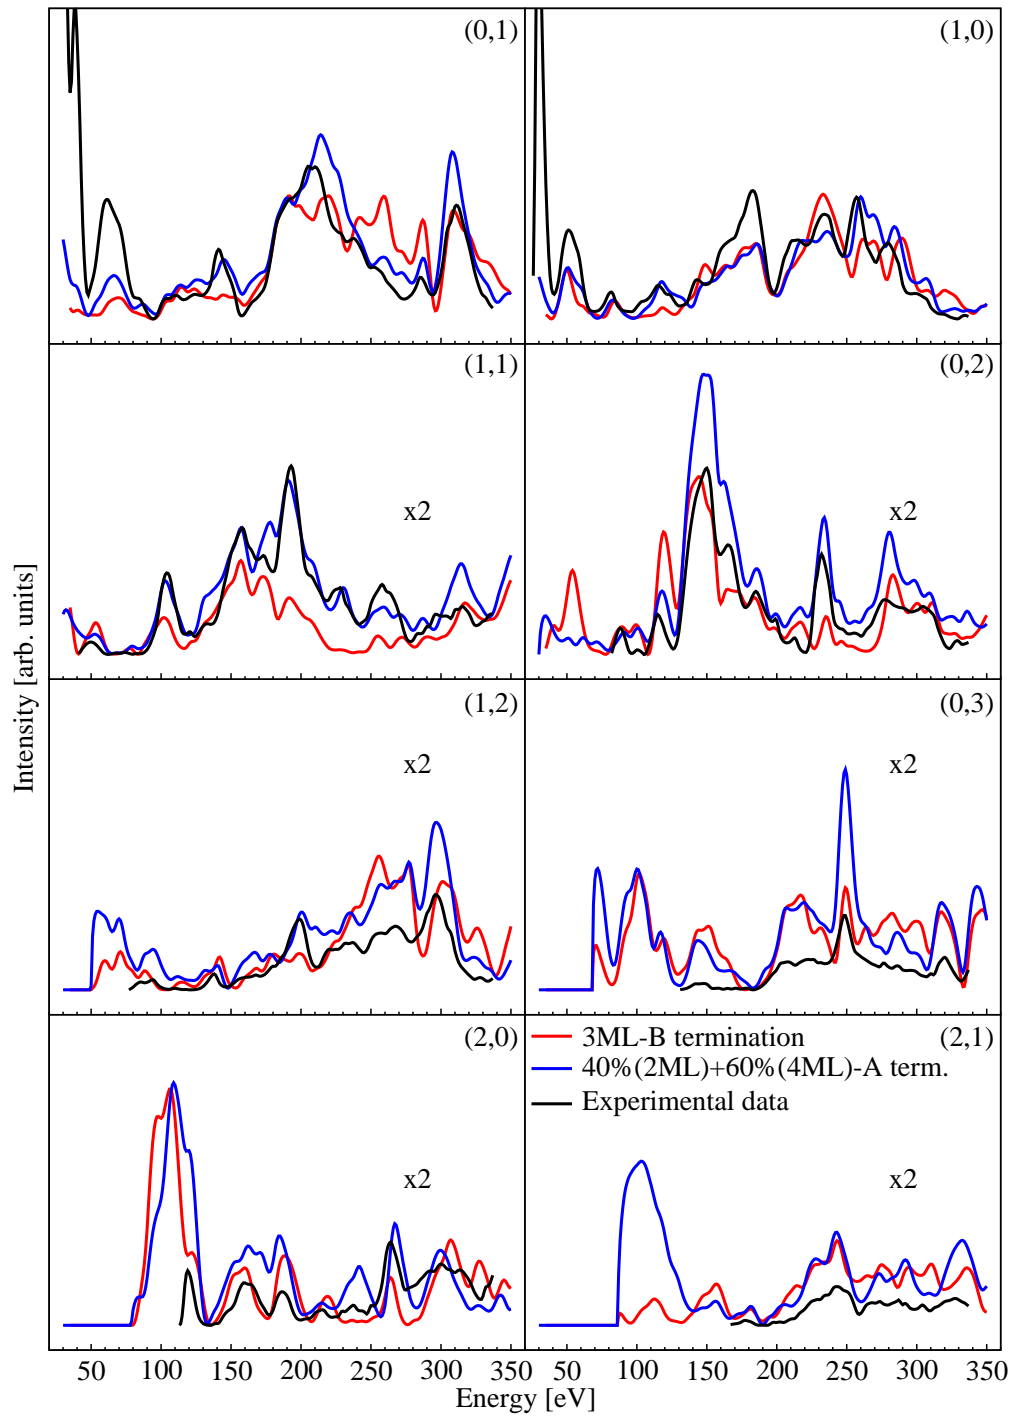 (0,1)
(1,0)
(1,1)
x2
(0,2)
x2
(1,2)
x2
(0,3)
x2
(2,0)
x2
(2,1)
3ML-B termination
40%(2ML)+60%(4ML)-A term.
Experimental data
x2
Intensity [arb. units]
50 100 150 200 250 300 350
50 100 150 200 250 300 350
Energy [eV]